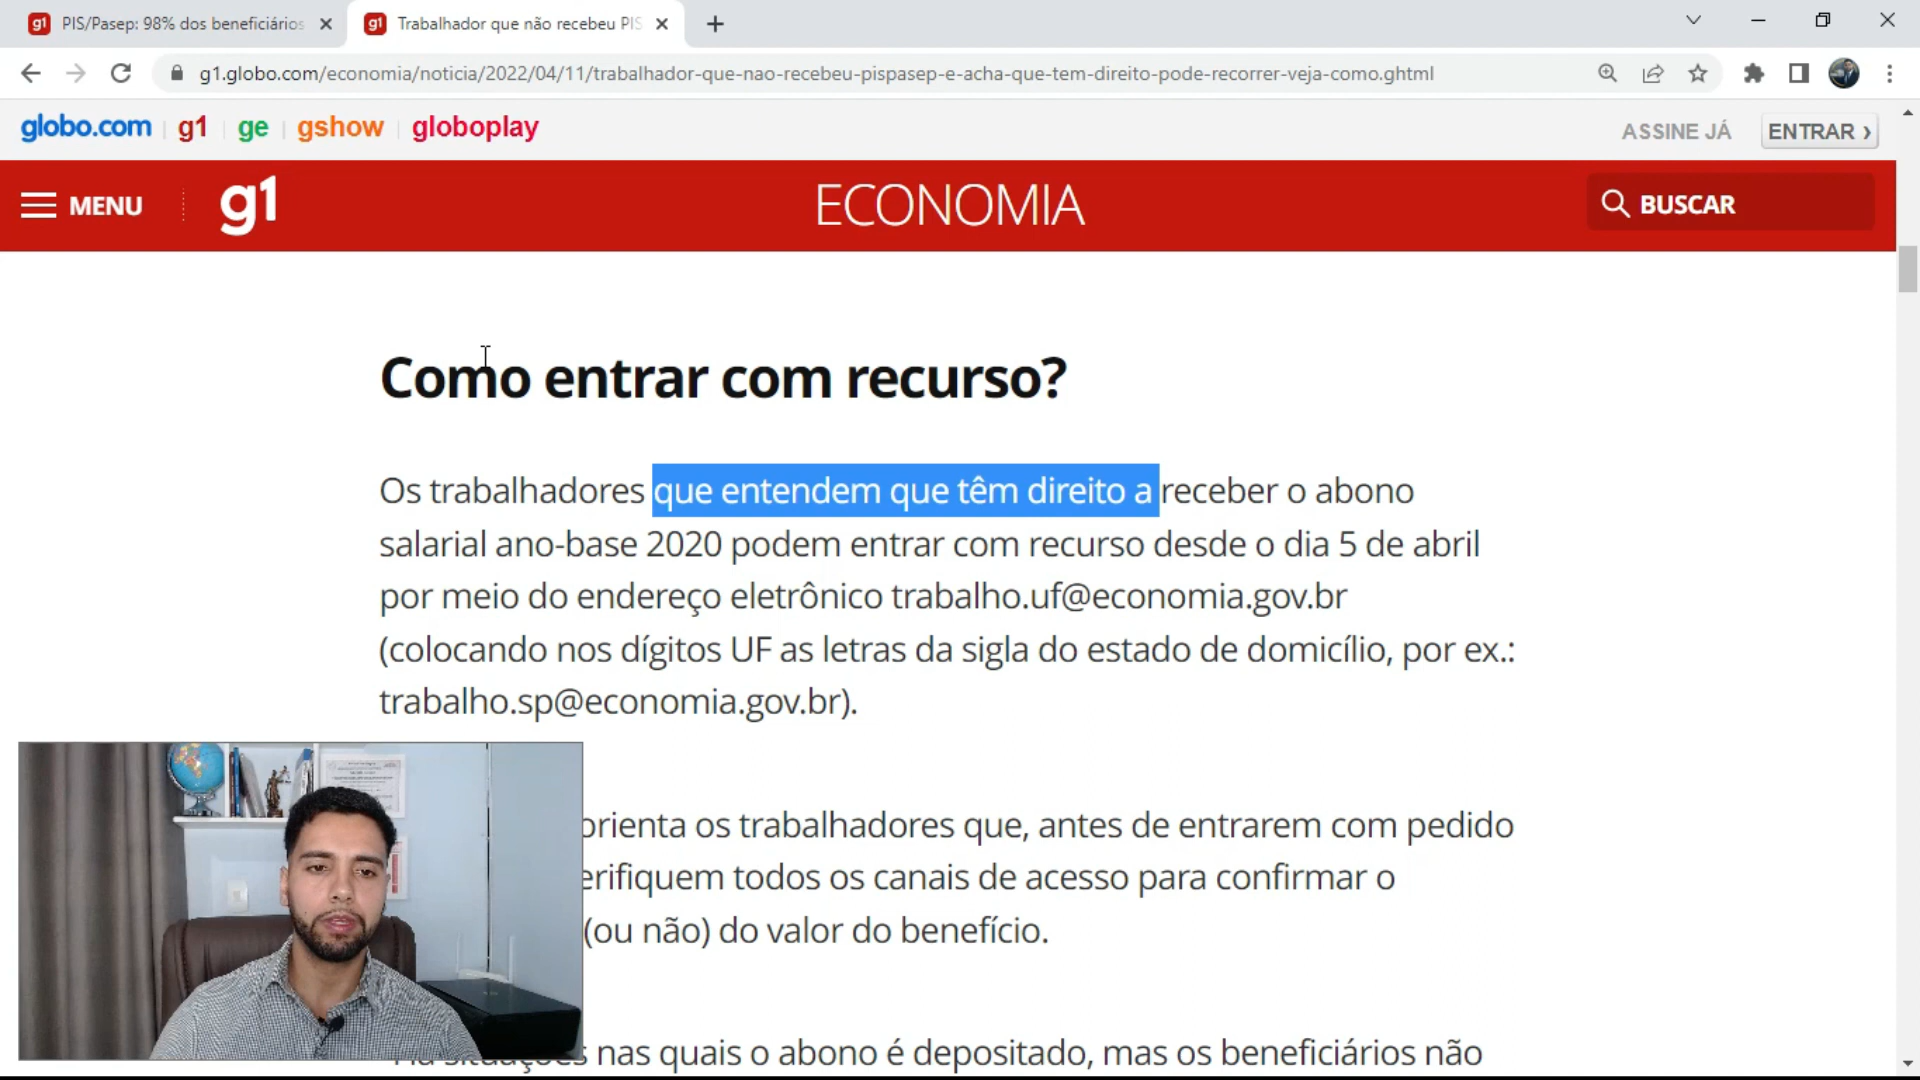 PIS/Pasep: 98% dos beneficiários
Trabalhador que não recebeu PIS
g1.globo.com/economia/noticia/2022/04/11/trabalhador-que-nao-recebeu-pispasep-e-acha-que-tem-direito-pode-recorrer-veja-como.ghtml
globo.com g1 ge gshow globoplay
ASSINE JÁ ENTRAR ›
MENU g1 ECONOMIA BUSCAR
Como entrar com recurso?
Os trabalhadores que entendem que têm direito a receber o abono
salarial ano-base 2020 podem entrar com recurso desde o dia 5 de abril
por meio do endereço eletrônico trabalho.uf@economia.gov.br
(colocando nos dígitos UF as letras da sigla do estado de domicílio, por ex.:
trabalho.sp@economia.gov.br).
orienta os trabalhadores que, antes de entrarem com pedido
erifiquem todos os canais de acesso para confirmar o
(ou não) do valor do benefício.
nas quais o abono é depositado, mas os beneficiários não